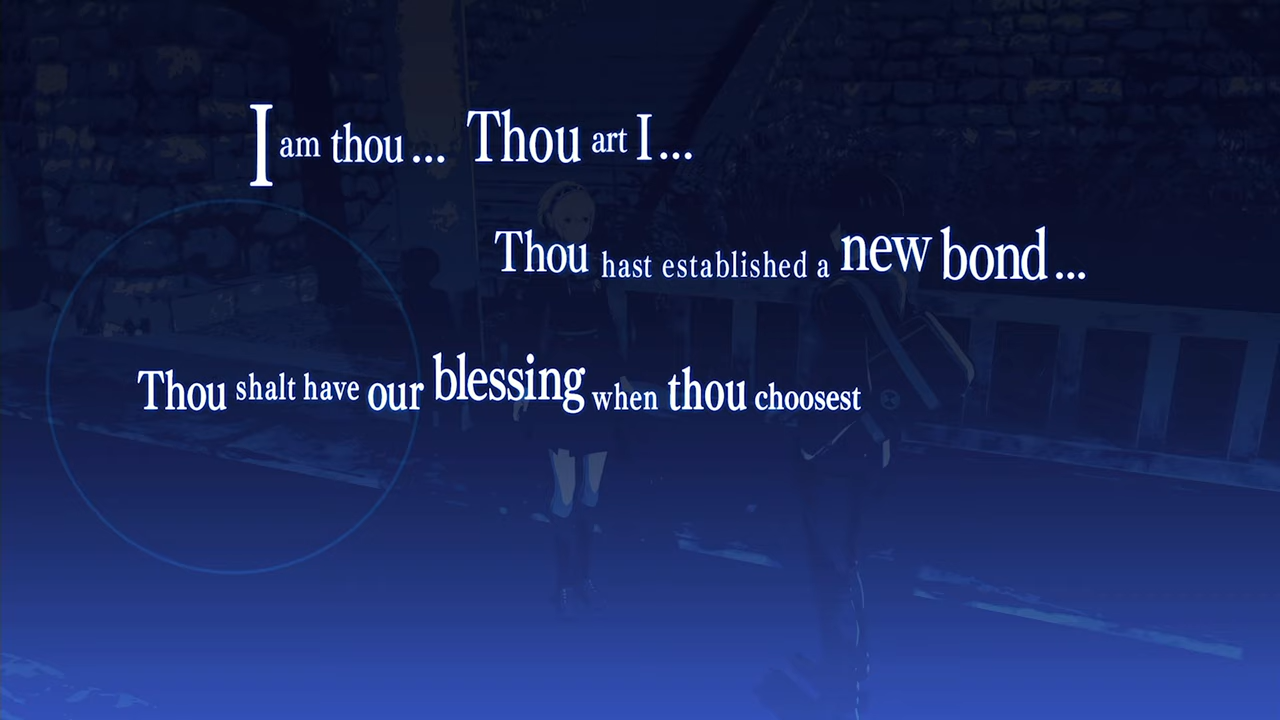 I am thou... Thou art I...
Thou hast established a new bond...
Thou shalt have our blessing when thou choosest